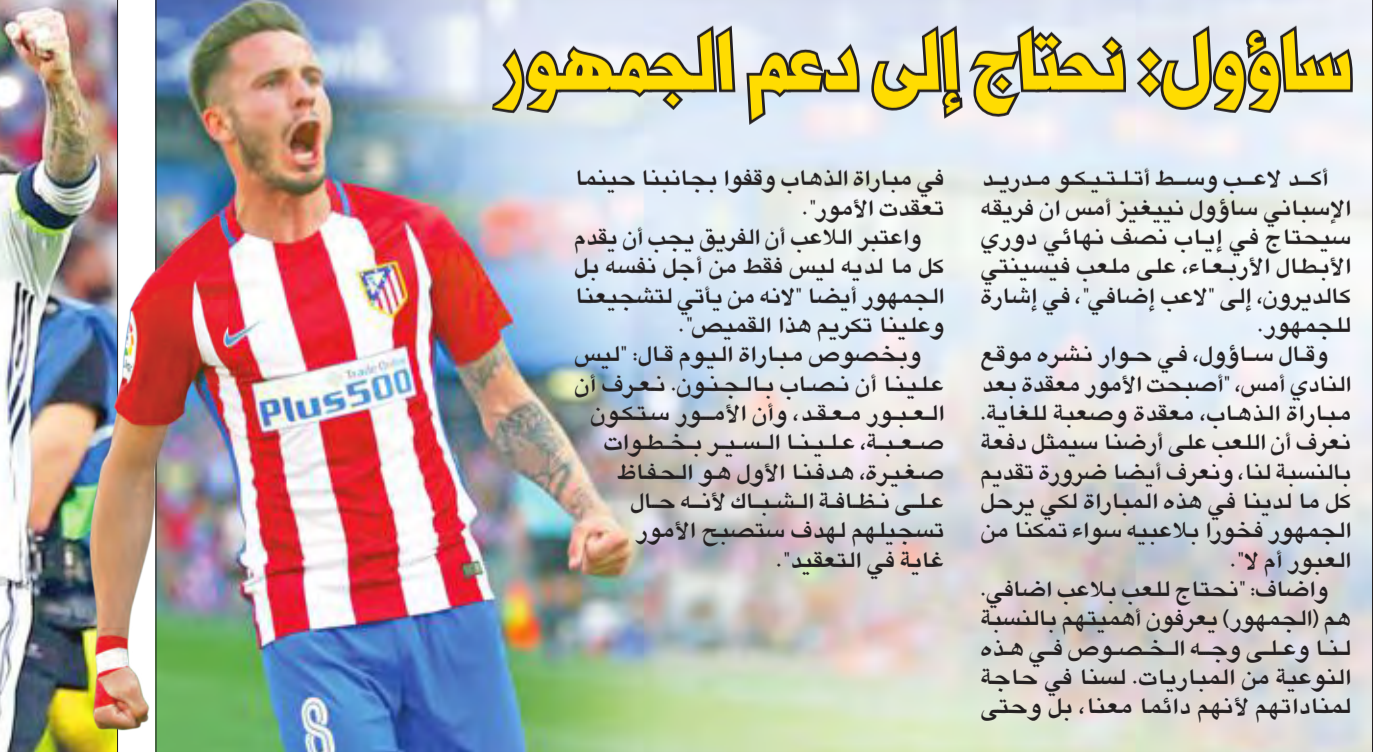 ساؤول: نحتاج إلى دعم الجمهور
أكد لاعب وسط أتلتيكو مدريد
الإسباني ساؤول نييغيز أمس ان فريقه
سيحتاج في إياب نصف نهائي دوري
الأبطال الأربعاء، على ملعب فيسينتي
كالديرون، إلى "لاعب إضافي"، في إشارة
للجمهور.
وقال ساؤول، في حوار نشره موقع
النادي أمس، "أصبحت الأمور معقدة بعد
مباراة الذهاب، معقدة وصعبة للغاية.
نعرف أن اللعب على أرضنا سيمثل دفعة
بالنسبة لنا، ونعرف أيضا ضرورة تقديم
كل ما لدينا في هذه المباراة لكي يرحل
الجمهور فخورا بلاعبيه سواء تمكنا من
العبور أم لا".
واضاف: "نحتاج للعب بلاعب اضافي.
هم (الجمهور) يعرفون أهميتهم بالنسبة
لنا وعلى وجه الخصوص في هذه
النوعية من المباريات. لسنا في حاجة
لمناداتهم لأنهم دائما معنا، بل وحتى
في مباراة الذهاب وقفوا بجانبنا حينما
تعقدت الأمور".
واعتبر اللاعب أن الفريق يجب أن يقدم
كل ما لديه ليس فقط من أجل نفسه بل
الجمهور أيضا "لانه من يأتي لتشجيعنا
وعلينا تكريم هذا القميص".
وبخصوص مباراة اليوم قال: "ليس
علينا أن نصاب بالجنون. نعرف أن
العبور معقد، وأن الأمور ستكون
صعبة، علينا السير بخطوات
صغيرة، هدفنا الأول هو الحفاظ
على نظافة الشباك لأنه حال
تسجيلهم لهدف ستصبح الأمور
غاية في التعقيد".
Trade Online
Plus500
8